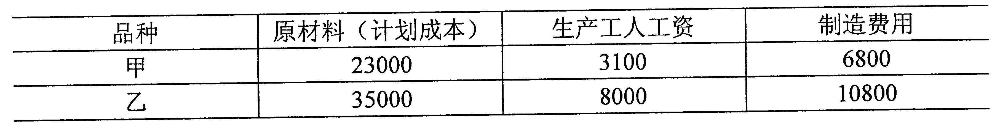 品种 原材料（计划成本） 生产工人工资 制造费用
甲 23000 3100 6800
乙 35000 8000 10800